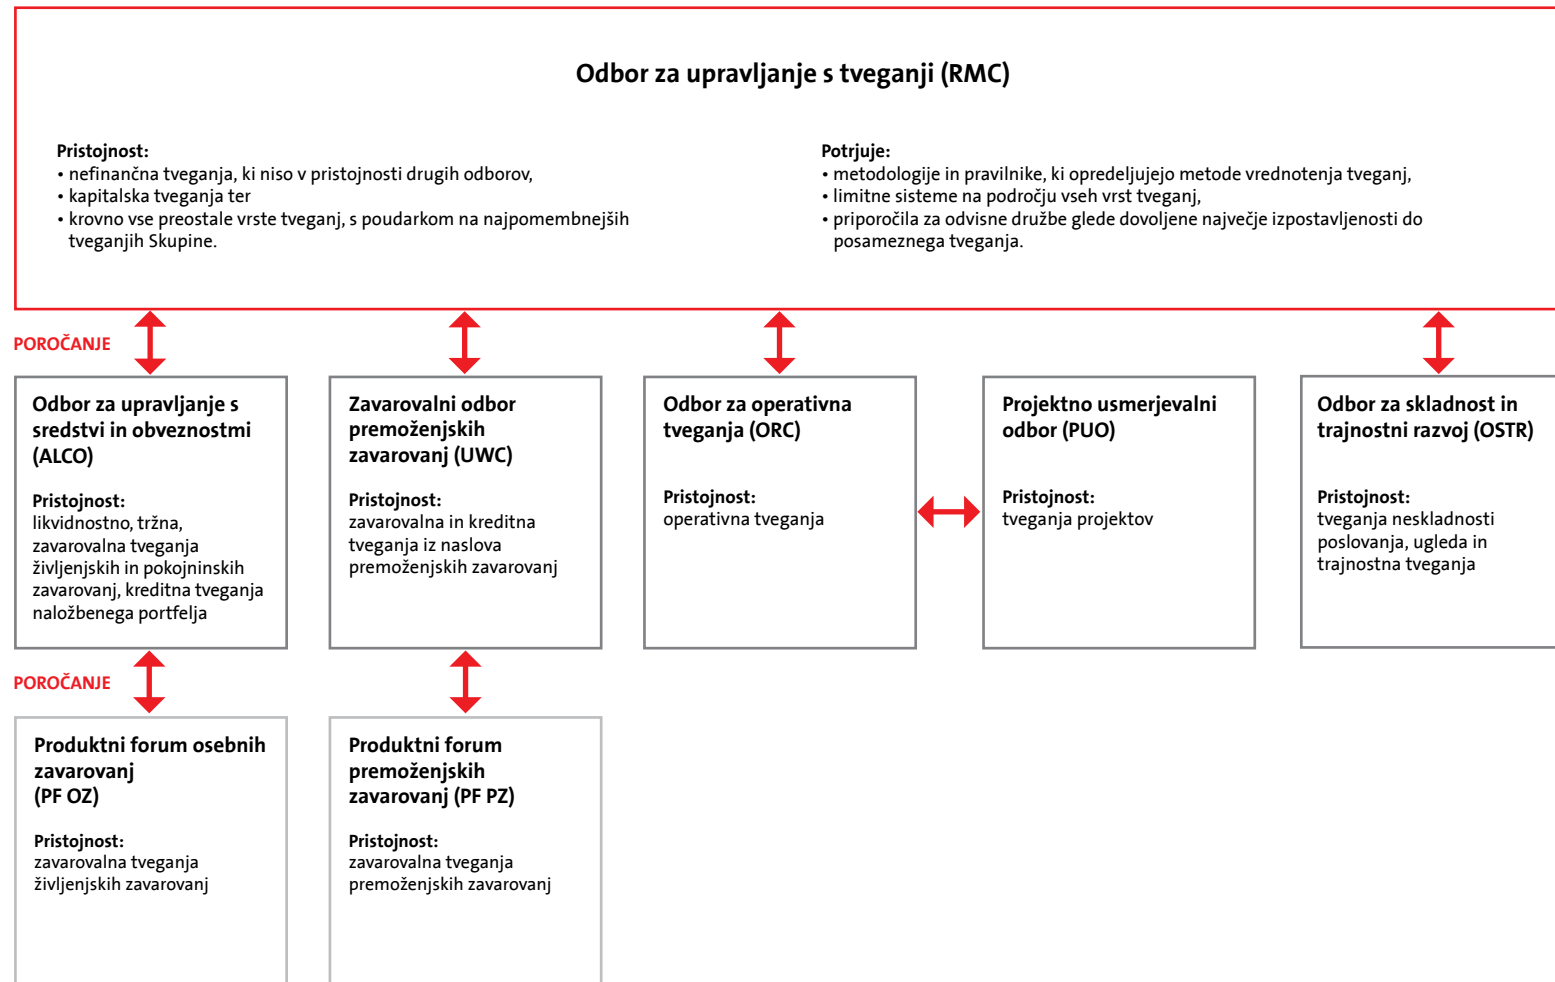 Odbor za upravljanje s tveganji (RMC)
Pristojnost:
• nefinančna tveganja, ki niso v pristojnosti drugih odborov,
• kapitalska tveganja ter
• krovno vse preostale vrste tveganj, s poudarkom na najpomembnejših
tveganjih Skupine.
Potrjuje:
• metodologije in pravilnike, ki opredeljujejo metode vrednotenja tveganj,
• limitne sisteme na področju vseh vrst tveganj,
• priporočila za odvisne družbe glede dovoljene največje izpostavljenosti do
posameznega tveganja.
POROČANJE
Odbor za upravljanje s
sredstvi in obveznostmi
(ALCO)
Pristojnost:
likvidnostno, tržna,
zavarovalna tveganja
življenjskih in pokojninskih
zavarovanj, kreditna tveganja
naložbenega portfelja
Zavarovalni odbor
premoženjskih
zavarovanj (UWC)
Pristojnost:
zavarovalna in kreditna
tveganja iz naslova
premoženjskih zavarovanj
Odbor za operativna
tveganja (ORC)
Pristojnost:
operativna tveganja
Projektno usmerjevalni
odbor (PUO)
Pristojnost:
tveganja projektov
Odbor za skladnost in
trajnostni razvoj (OSTR)
Pristojnost:
tveganja neskladnosti
poslovanja, ugleda in
trajnostna tveganja
POROČANJE
Produktni forum osebnih
zavarovanj
(PF OZ)
Pristojnost:
zavarovalna tveganja
življenjskih zavarovanj
Produktni forum
premoženjskih
zavarovanj (PF PZ)
Pristojnost:
zavarovalna tveganja
premoženjskih zavarovanj